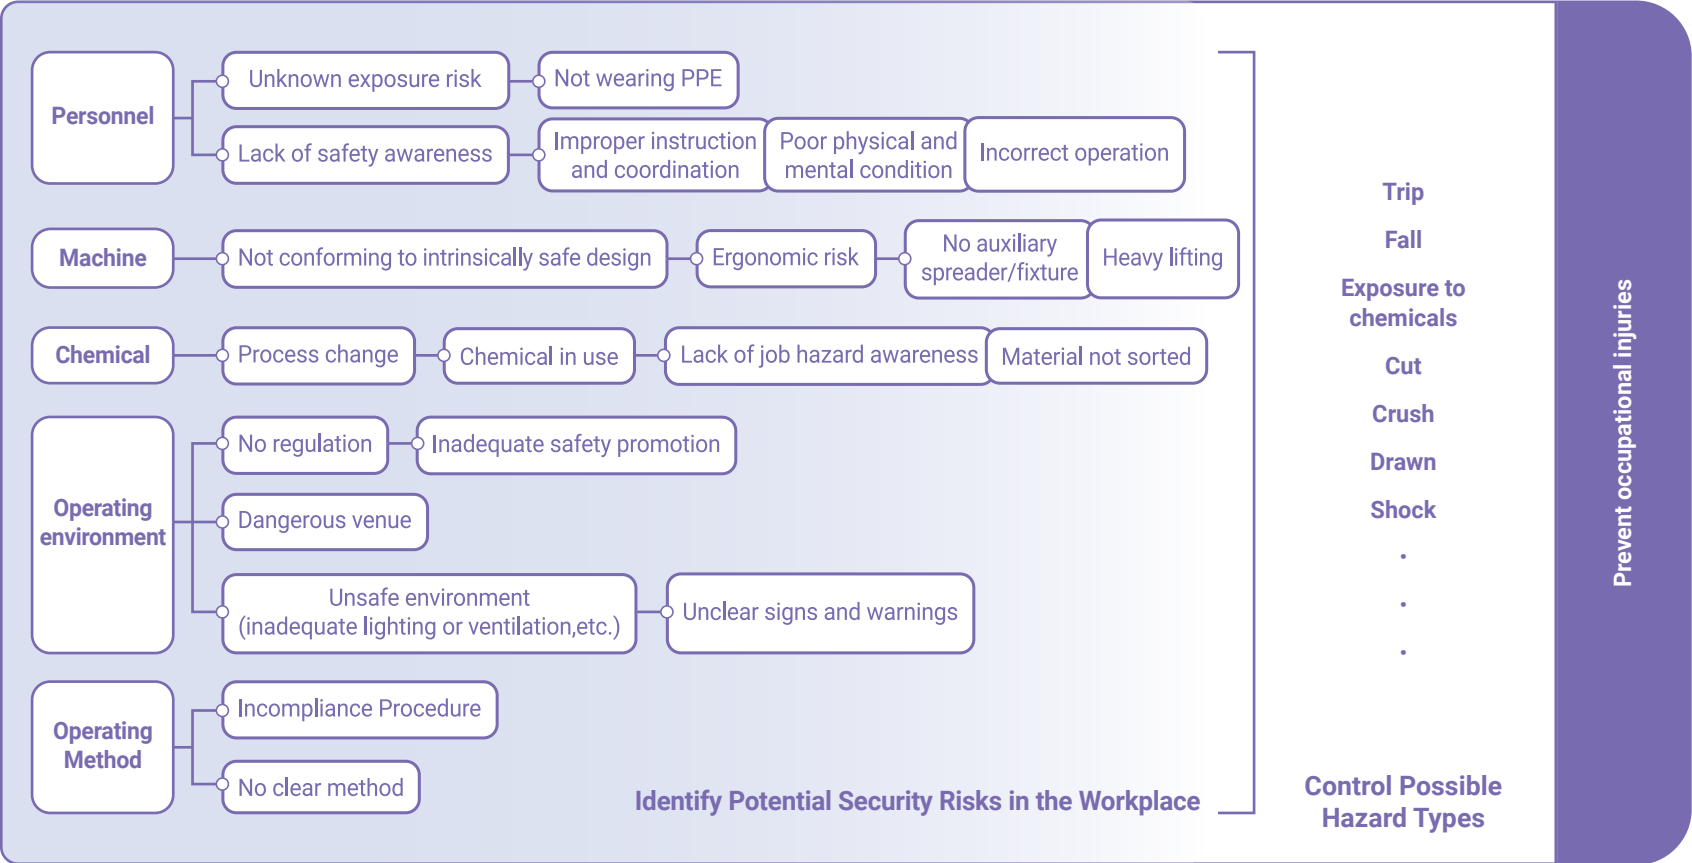 Personnel
Unknown exposure risk
Not wearing PPE
Lack of safety awareness
Improper instruction
and coordination
Poor physical and
mental condition
Incorrect operation
Machine
Not conforming to intrinsically safe design
Ergonomic risk
No auxiliary
spreader/fixture
Heavy lifting
Chemical
Process change
Chemical in use
Lack of job hazard awareness
Material not sorted
Operating
environment
No regulation
Inadequate safety promotion
Dangerous venue
Unsafe environment
(inadequate lighting or ventilation,etc.)
Unclear signs and warnings
Operating
Method
Incompliance Procedure
No clear method
Identify Potential Security Risks in the Workplace
Trip
Fall
Exposure to
chemicals
Cut
Crush
Drawn
Shock
.
.
.
Control Possible
Hazard Types
Prevent occupational injuries